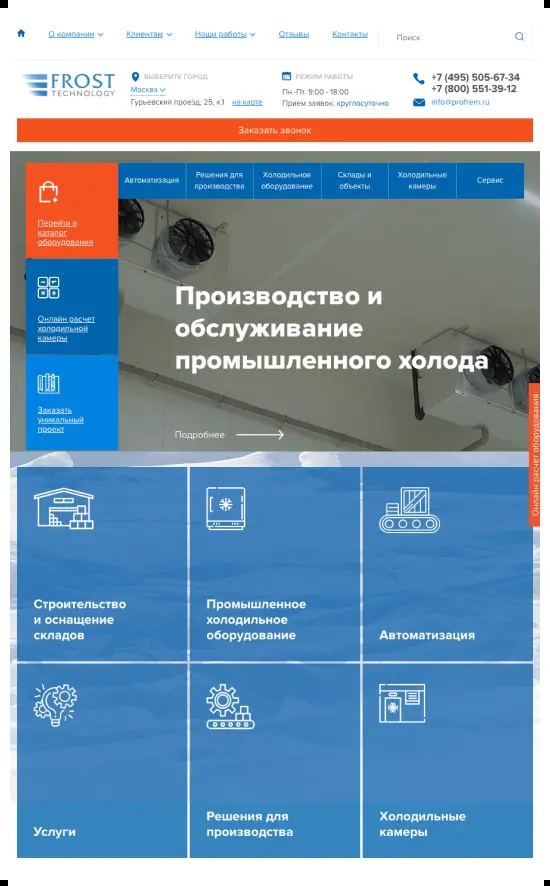 О компании
Клиентам
Наши работы
Отзывы
Контакты
Поиск
FROST
TECHNOLOGY
ВЫБЕРИТЕ ГОРОД
Москва
Гурьевский проезд, 25, к.1 на карте
РЕЖИМ РАБОТЫ
Пн.-Пт. 9:00 - 18:00
Прием заявок: круглосуточно
+7 (495) 505-67-34
+7 (800) 551-39-12
info@profrem.ru
Заказать звонок
Перейти в
каталог
оборудования
Онлайн расчет
холодильной
камеры
Заказать
уникальный
проект
Автоматизация
Решения для
производства
Холодильное
оборудование
Склады и
объекты
Холодильные
камеры
Сервис
Производство и
обслуживание
промышленного холода
Подробнее
Онлайн расчет оборудования
Строительство
и оснащение
складов
Промышленное
холодильное
оборудование
Автоматизация
Услуги
Решения для
производства
Холодильные
камеры